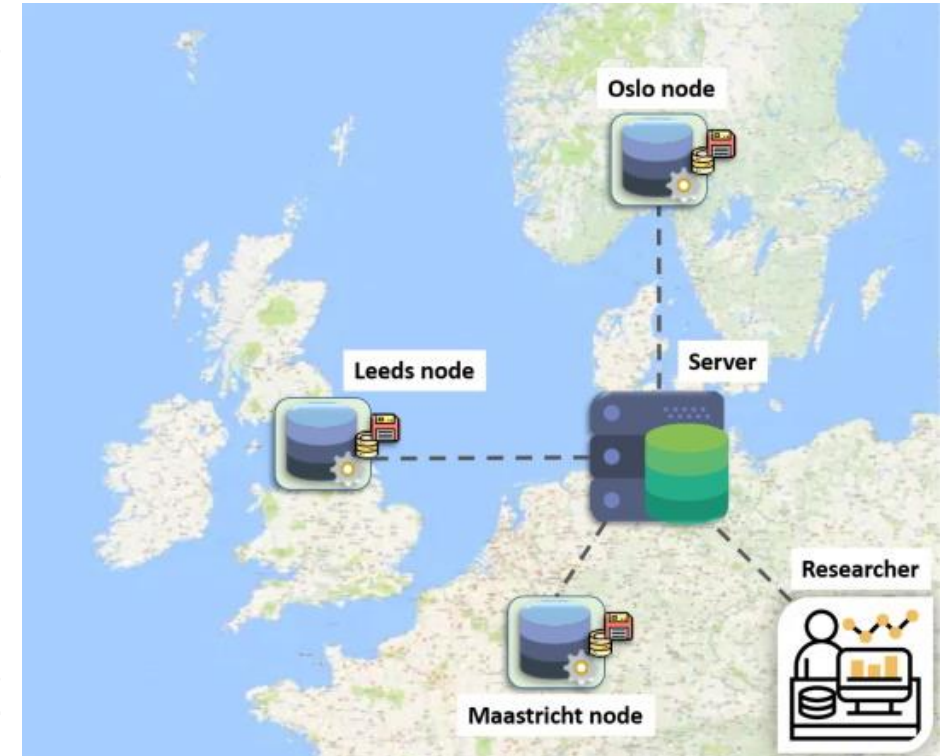 Oslo node
Server
Leeds node
Researcher
Maastricht node